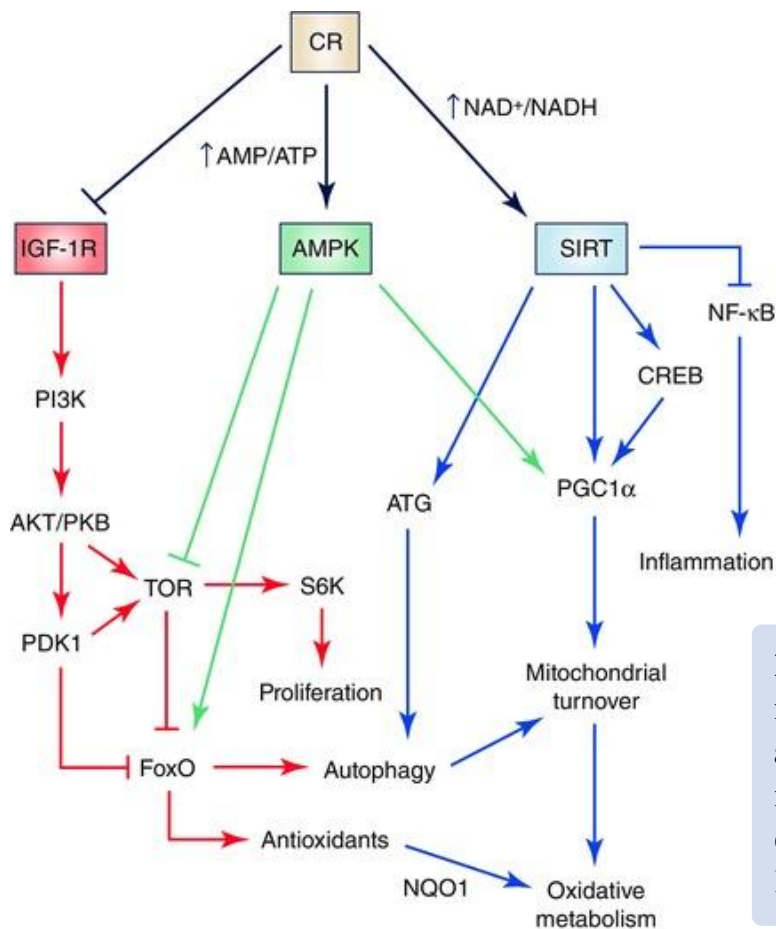 CR
↑NAD⁺/NADH
↑AMP/ATP
IGF-1R
AMPK
SIRT
NF-κB
CREB
PI3K
PGC1α
ATG
AKT/PKB
Inflammation
TOR
S6K
PDK1
Mitochondrial
turnover
Proliferation
FoxO
Autophagy
Antioxidants
NQO1
Oxidative
metabolism